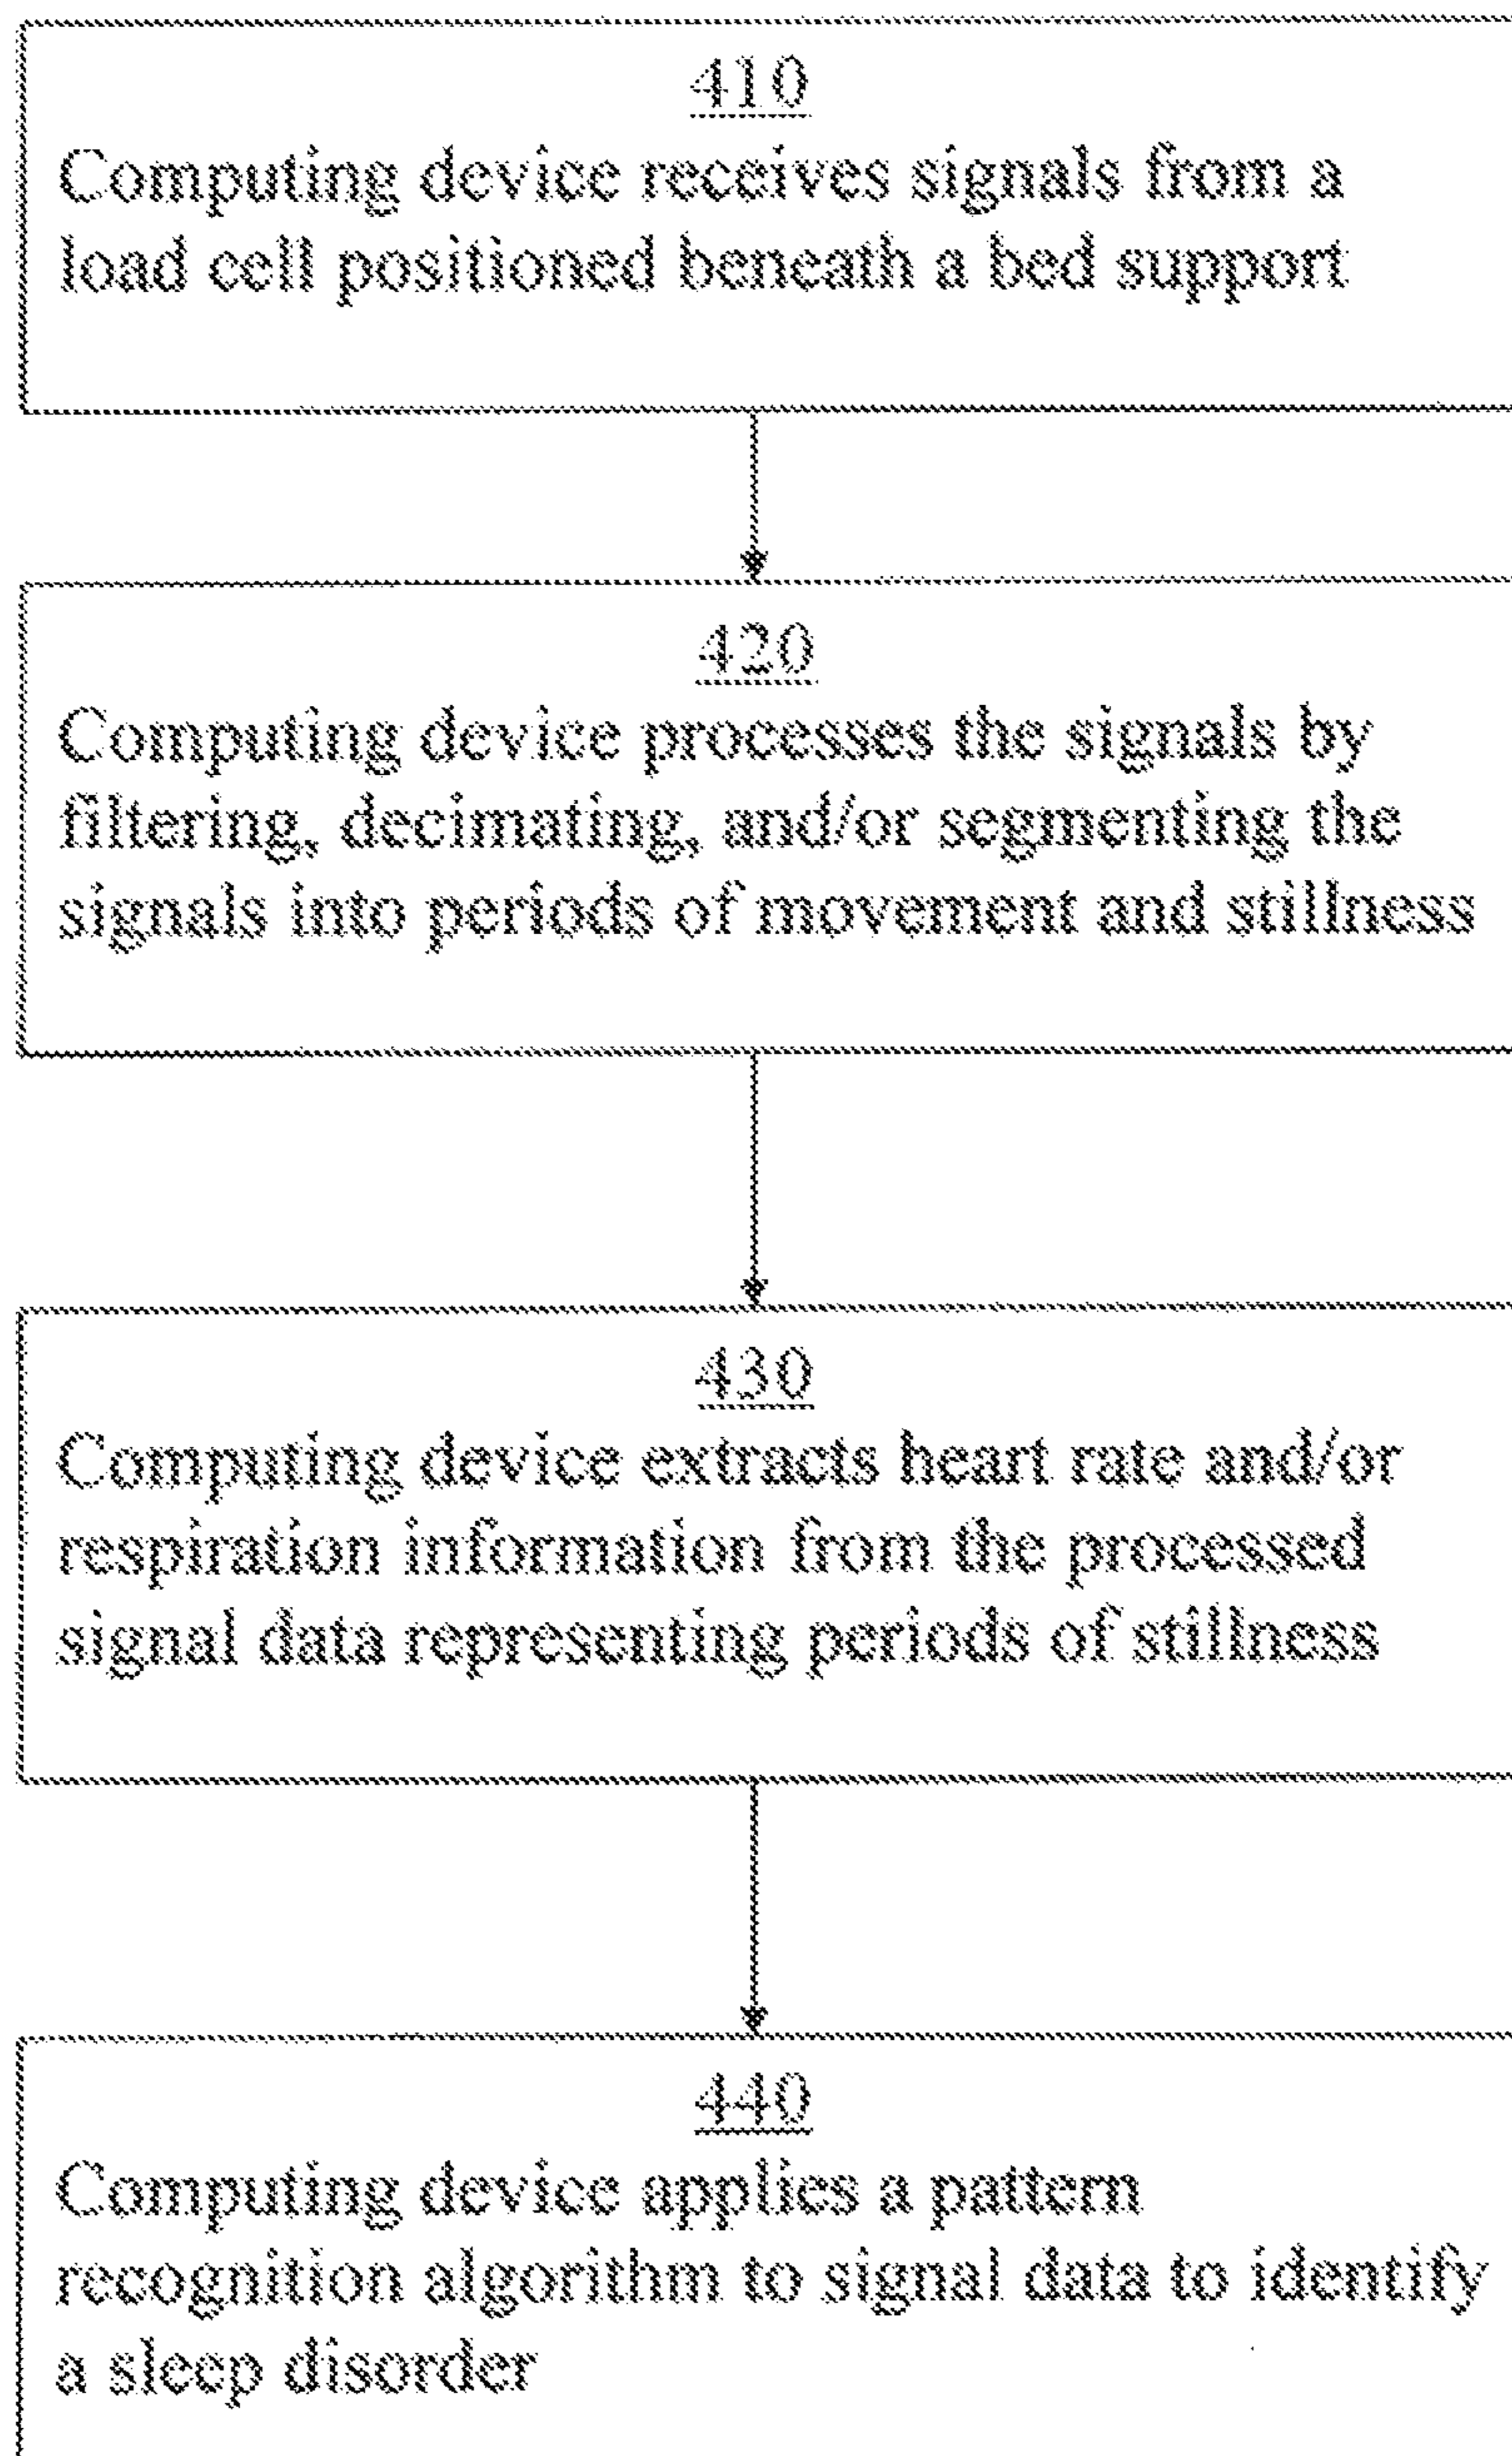 410
Computing device receives signals from a
load cell positioned beneath a bed support
420
Computing device processes the signals by
filtering, decimating, and/or segmenting the
signals into periods of movement and stillness
430
Computing device extracts heart rate and/or
respiration information from the processed
signal data representing periods of stillness
440
Computing device applies a pattern
recognition algorithm to signal data to identify
a sleep disorder